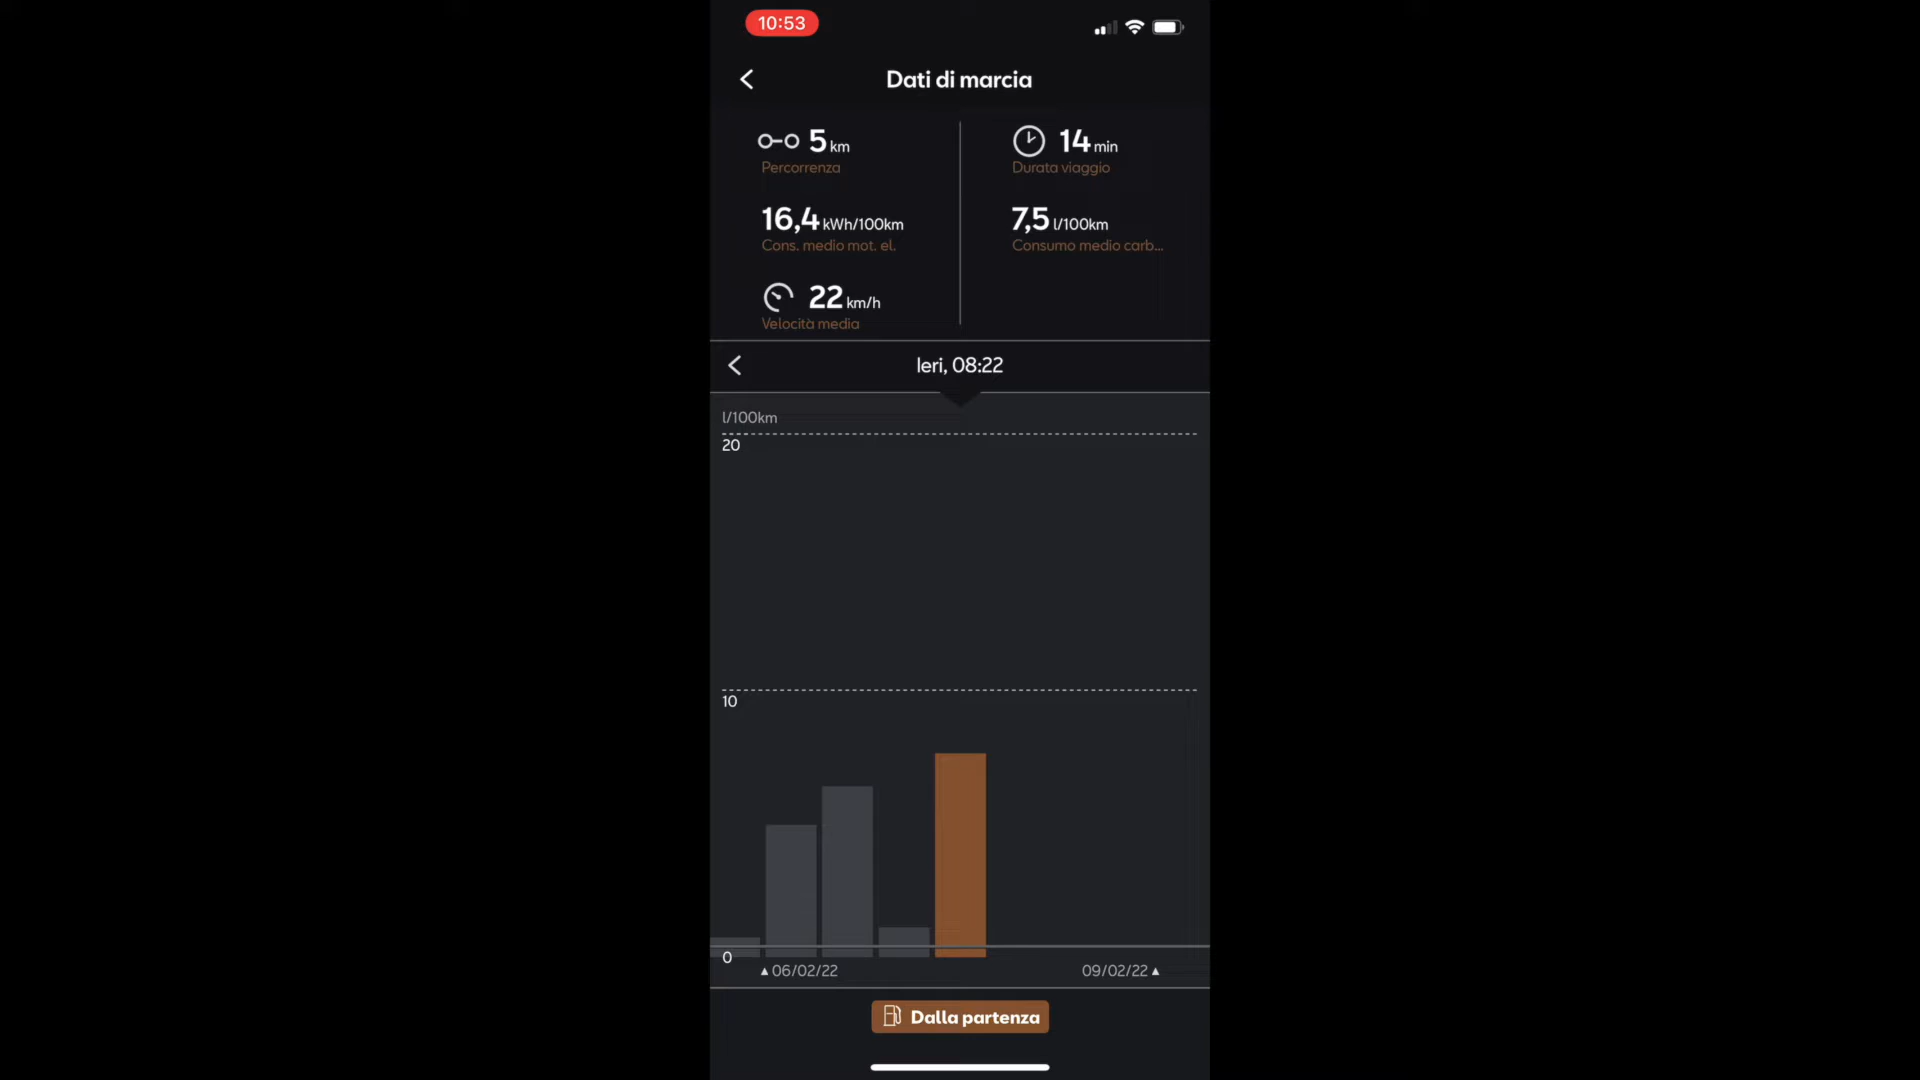 10:53
Dati di marcia
5 km
Percorrenza
14 min
Durata viaggio
16,4 kWh/100km
Cons. medio mot. el.
7,5 l/100km
Consumo medio carb...
22 km/h
Velocità media
Ieri, 08:22
l/100km
20
10
0
▲ 06/02/22
09/02/22 ▲
Dalla partenza